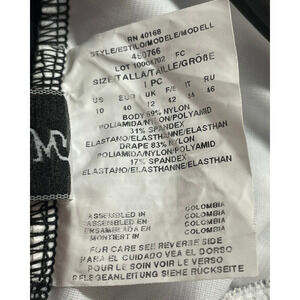 RN 40168
STYLE/ESTILO/MODELE/MODELL
LOT 10004702 FC
SIZE/TALLA/TAILLE/GRÖßE
1 PC
US EUR UK F/E IT RU
10 40 12 42 44 46
BODY 69% NYLON
POLIAMIDA/NYLON/POLYAMID
31% SPANDEX
ELASTANO/ELASTHANNE/ELASTHAN
DRAPE 83% NYLON
POLIAMIDA/NYLON/POLYAMID
17% SPANDEX
ELASTANO/ELASTHANNE/ELASTHAN
ASSEMBLED IN COLOMBIA
ASSEMBLE EN COLOMBIA
ENSAMBLADA EN COLOMBIA
MONTIERT IN COLOMBIA
FOR CARE SEE REVERSE SIDE
PARA EL CUIDADO VEA EL DORSO
POUR LE SOIN VOIR LE VERSO
PFLEGEANLEITUNG SIEHE RÜCKSEITE